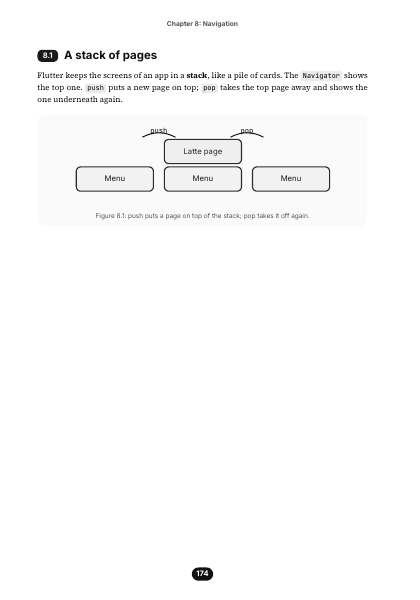 Chapter 8: Navigation
8.1 A stack of pages
Flutter keeps the screens of an app in a stack, like a pile of cards. The Navigator shows
the top one. push puts a new page on top; pop takes the top page away and shows the
one underneath again.
push pop
Latte page
Menu Menu Menu
Figure 8.1: push puts a page on top of the stack; pop takes it off again.
174